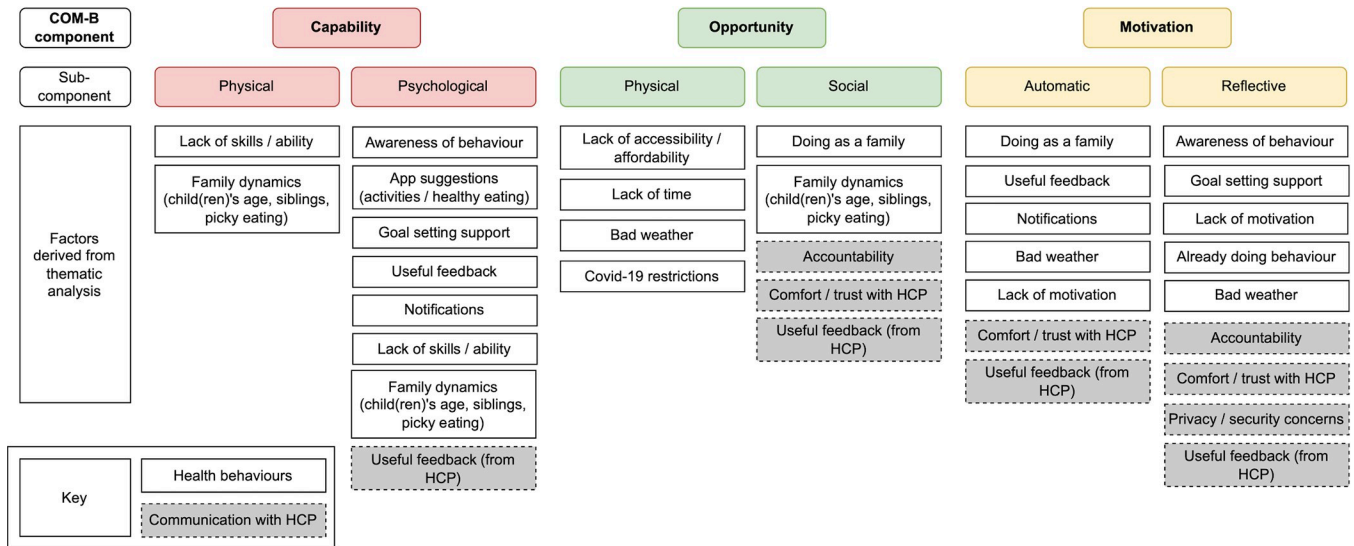 COM-B
component
Capability
Opportunity
Motivation
Sub-
component
Physical
Psychological
Physical
Social
Automatic
Reflective
Factors
derived from
thematic
analysis
Lack of skills / ability
Family dynamics
(child(ren)'s age, siblings,
picky eating)
Awareness of behaviour
App suggestions
(activities / healthy eating)
Goal setting support
Useful feedback
Notifications
Lack of skills / ability
Family dynamics
(child(ren)'s age, siblings,
picky eating)
Useful feedback (from
HCP)
Lack of accessibility /
affordability
Lack of time
Bad weather
Covid-19 restrictions
Doing as a family
Family dynamics
(child(ren)'s age, siblings,
picky eating)
Accountability
Comfort / trust with HCP
Useful feedback (from
HCP)
Doing as a family
Useful feedback
Notifications
Bad weather
Lack of motivation
Comfort / trust with HCP
Useful feedback (from
HCP)
Awareness of behaviour
Goal setting support
Lack of motivation
Already doing behaviour
Bad weather
Accountability
Comfort / trust with HCP
Privacy / security concerns
Useful feedback (from
HCP)
Key
Health behaviours
Communication with HCP